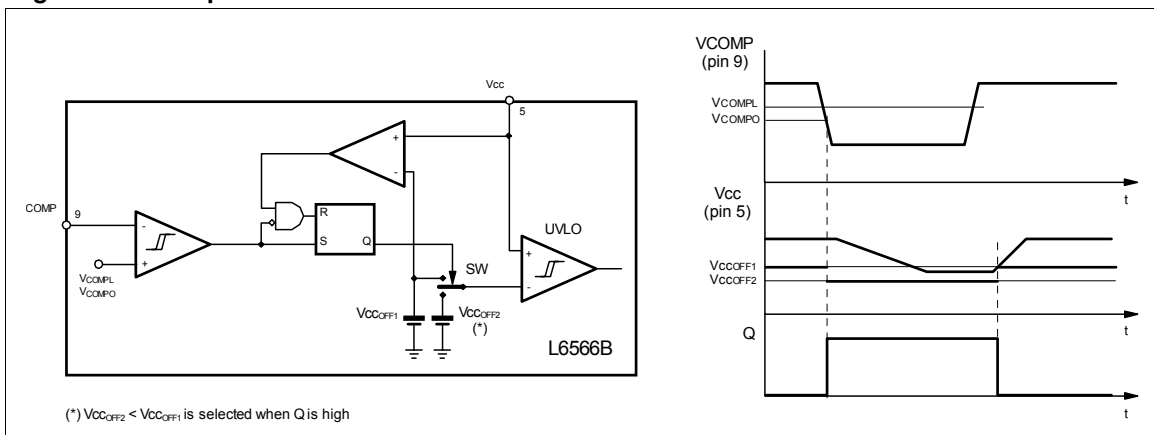 Vcc
5
COMP
9
-
+
VCOMPL
VCOMPO
+
-
R
S
Q
SW
UVLO
+
-
VccOFF1
VccOFF2
(*)
L6566B
(*) VccOFF2 < VccOFF1 is selected when Q is high
VCOMP
(pin 9)
VCOMPL
VCOMPO
t
Vcc
(pin 5)
VccOFF1
VccOFF2
t
Q
t